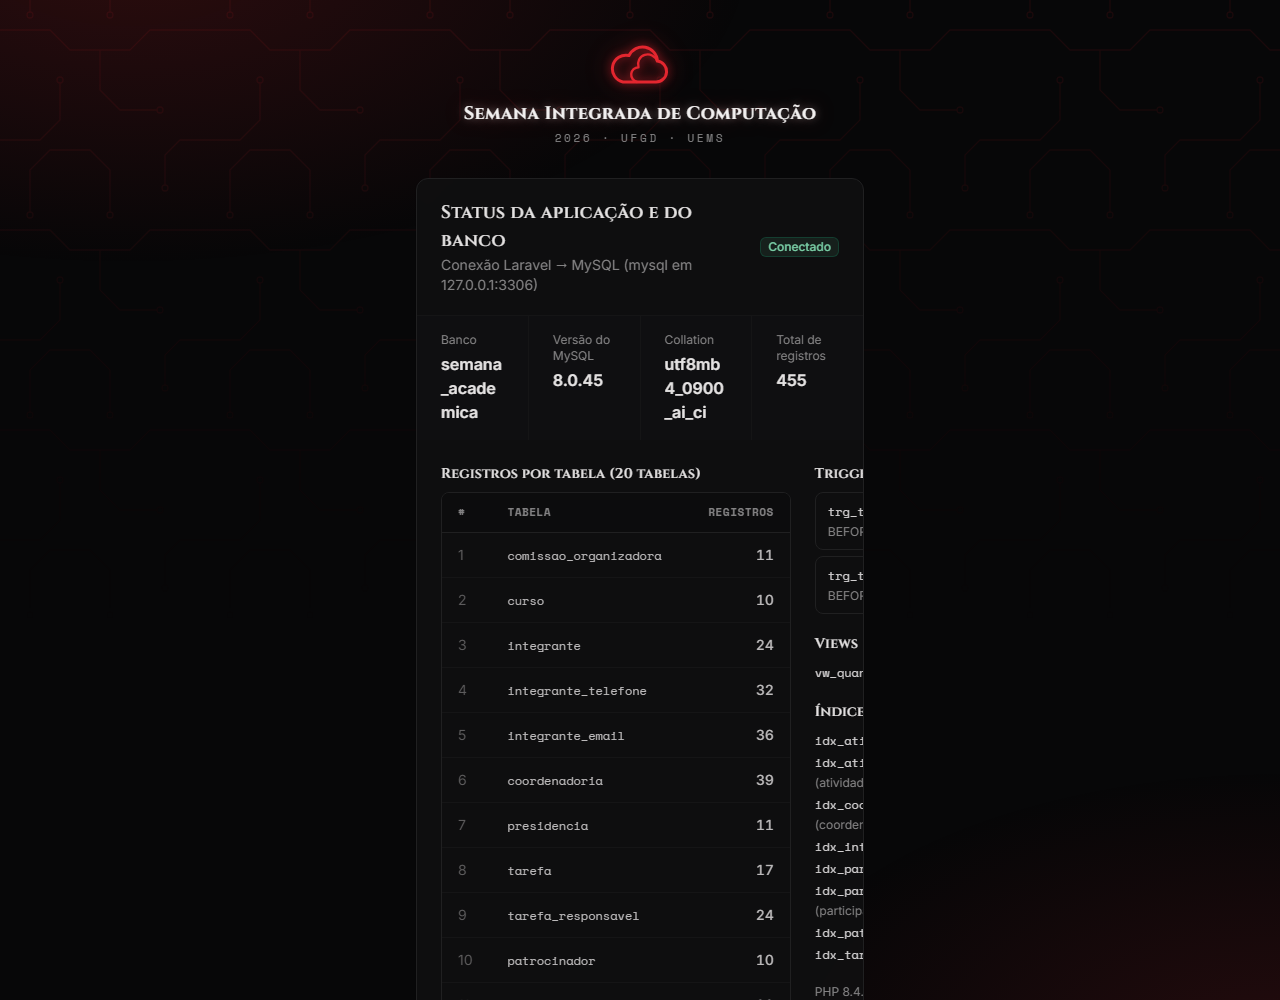 Semana Integrada de Computação
2026 · UFGD · UEMS
Status da aplicação e do
banco
Conexão Laravel → MySQL (mysql em
127.0.0.1:3306)
Conectado
Banco
semana
_acade
mica
Versão do
MySQL
8.0.45
Collation
utf8mb
4_0900
_ai_ci
Total de
registros
455
Registros por tabela (20 tabelas)
# TABELA REGISTROS
1 comissao_organizadora 11
2 curso 10
3 integrante 24
4 integrante_telefone 32
5 integrante_email 36
6 coordenadoria 39
7 presidencia 11
8 tarefa 17
9 tarefa_responsavel 24
10 patrocinador 10
Views
PHP 8.4.